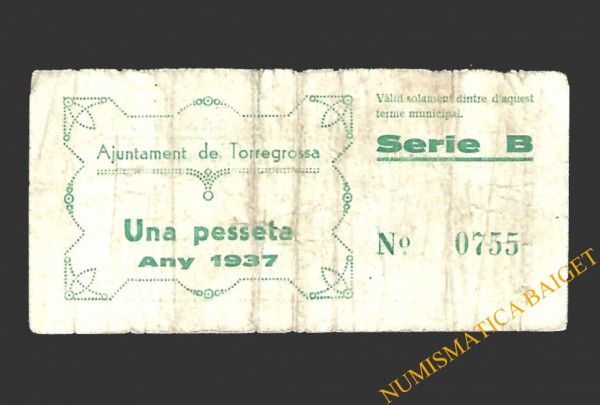 Ajuntament de Torregrossa
Una pesseta
Any 1937
Vàlid solament dintre d'aquest
terme municipal.
Serie B
Nº 0755
NUMISMATICA BAIGET